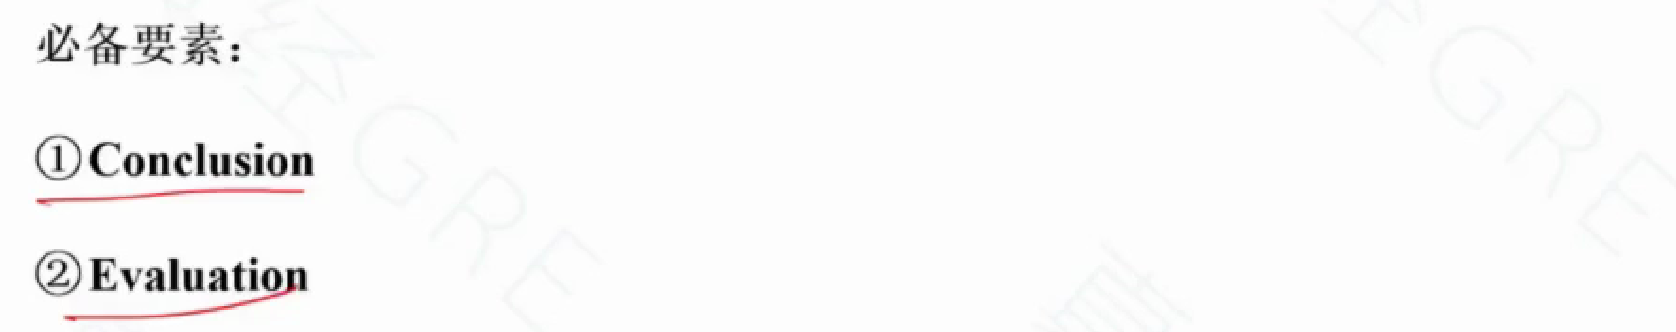 必备要素：
①Conclusion
②Evaluation